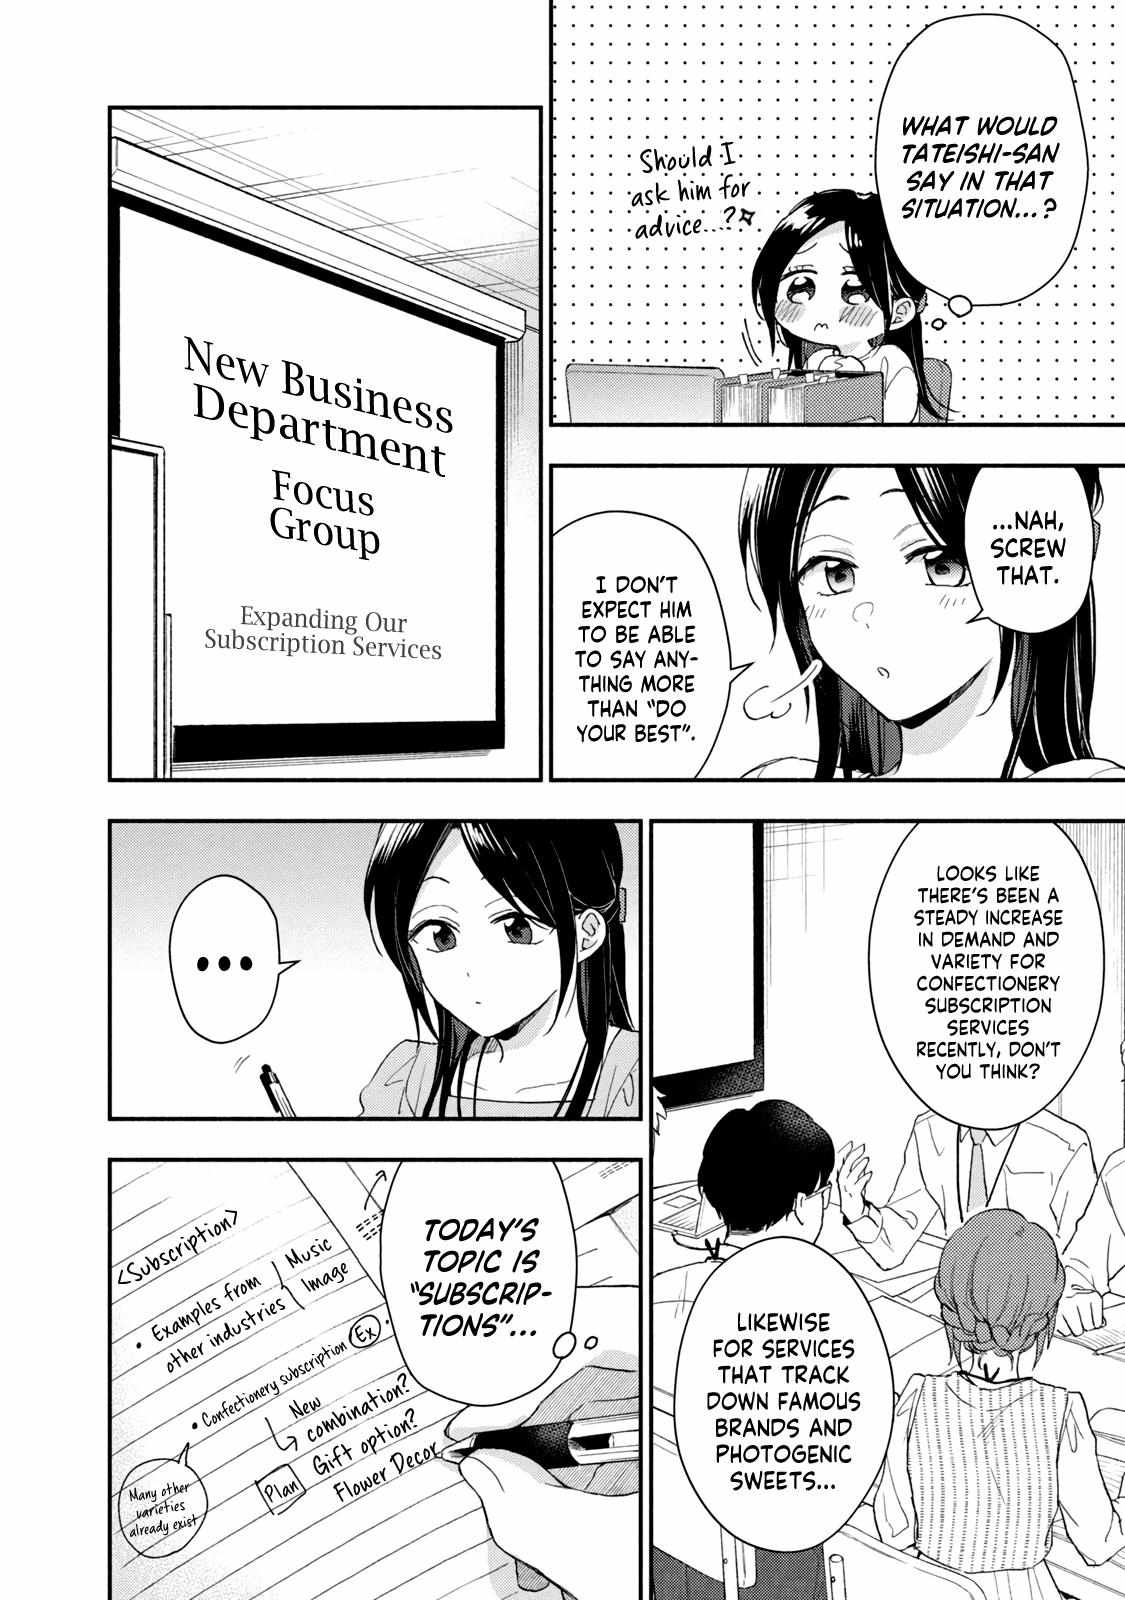 WHAT WOULD
TATEISHI-SAN
SAY IN THAT
SITUATION...?
Should I
ask him for
advice...?
...NAH,
SCREW
THAT.
I DON'T
EXPECT HIM
TO BE ABLE
TO SAY ANY-
THING MORE
THAN "DO
YOUR BEST".
New Business
Department
Focus
Group
Expanding Our
Subscription Services
LOOKS LIKE
THERE'S BEEN A
STEADY INCREASE
IN DEMAND AND
VARIETY FOR
CONFECTIONERY
SUBSCRIPTION
SERVICES
RECENTLY, DON'T
YOU THINK?
LIKEWISE
FOR SERVICES
THAT TRACK
DOWN FAMOUS
BRANDS AND
PHOTOGENIC
SWEETS...
...
TODAY'S
TOPIC IS
"SUBSCRIP-
TIONS"...
<Subscription>
• Examples from
other industries
Music
Image
• Confectionery subscription Ex
→ New
combination?
Plan Gift option?
Flower Decor
Many other
varieties
already exist